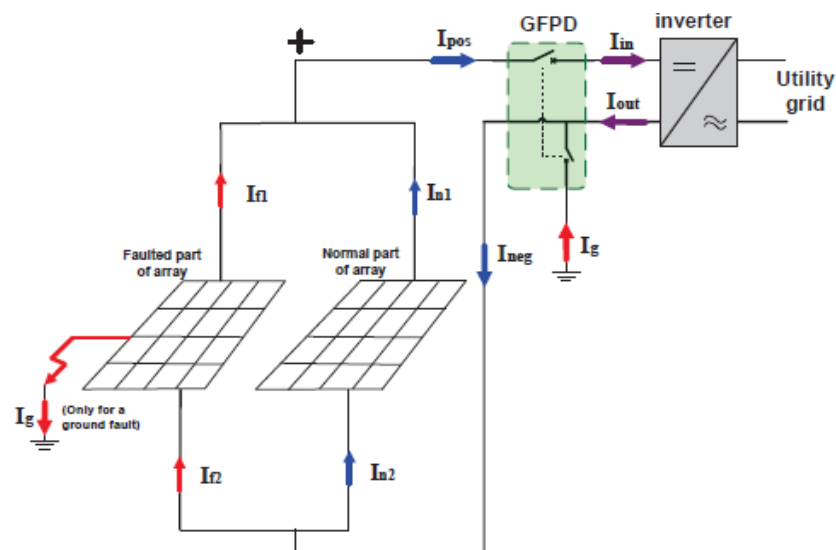 GFPD
inverter
+
Ipos
Iin
Iout
Utility
grid
If1
In1
Ineg
Ig
Faulted part
of array
Normal part
of array
Ig
(Only for a
ground fault)
If2
In2